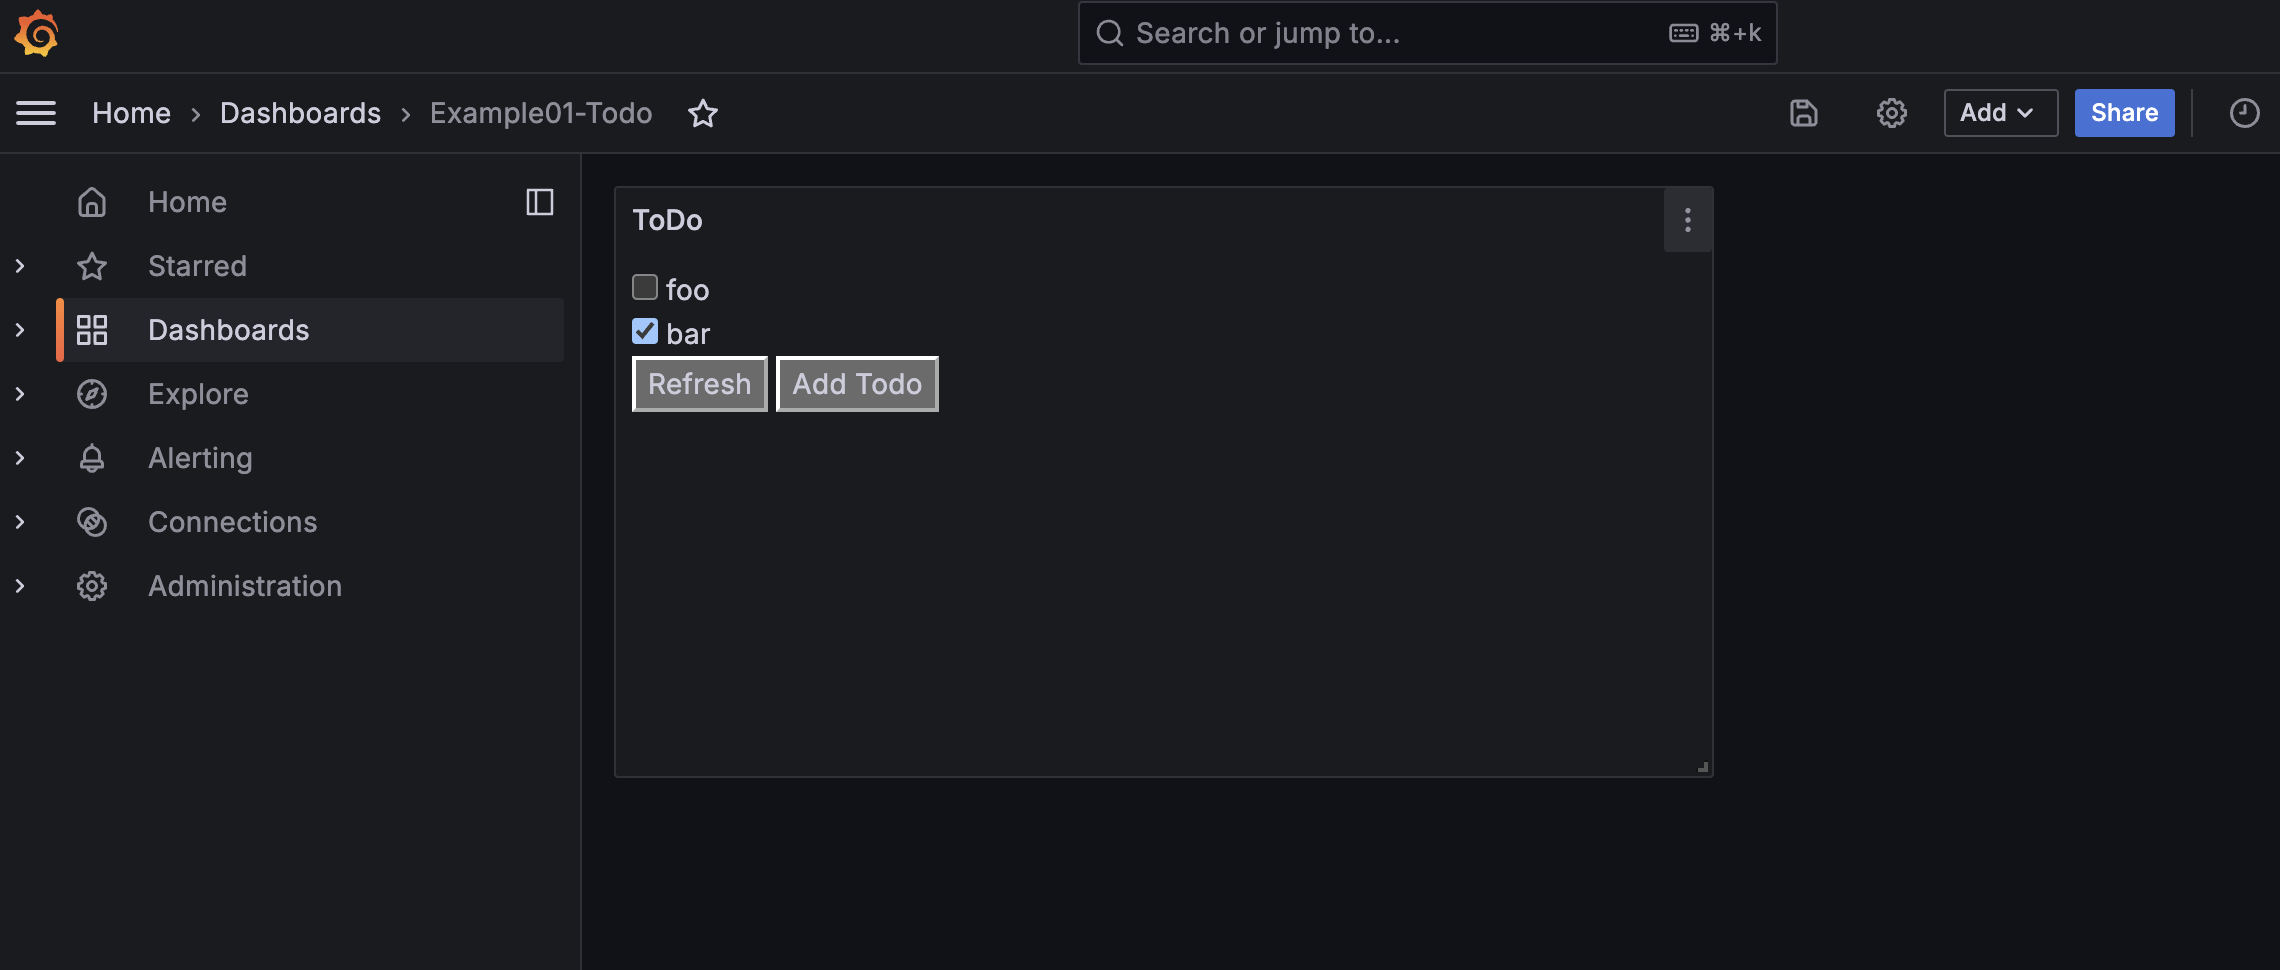 Search or jump to...
⌘+k
Home › Dashboards › Example01-Todo
Add
Share
Home
Starred
Dashboards
Explore
Alerting
Connections
Administration
ToDo
foo
bar
Refresh
Add Todo